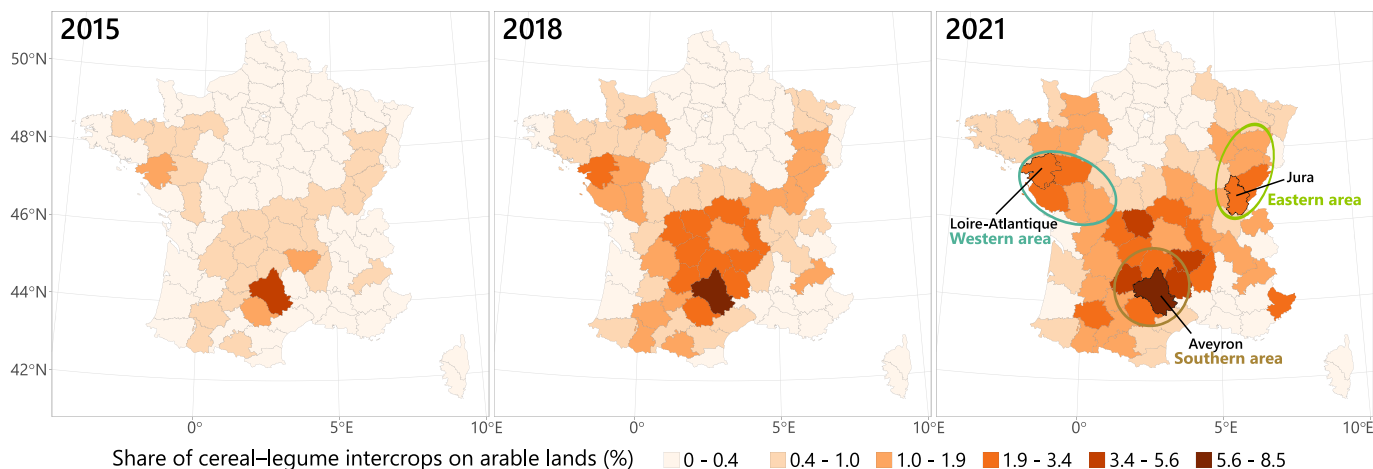 2015
2018
2021
50°N
48°N
46°N
44°N
42°N
Jura
Eastern area
Loire-Atlantique
Western area
Aveyron
Southern area
0° 5°E 10°E 0° 5°E 10°E 0° 5°E 10°E
Share of cereal–legume intercrops on arable lands (%) 0 - 0.4 0.4 - 1.0 1.0 - 1.9 1.9 - 3.4 3.4 - 5.6 5.6 - 8.5